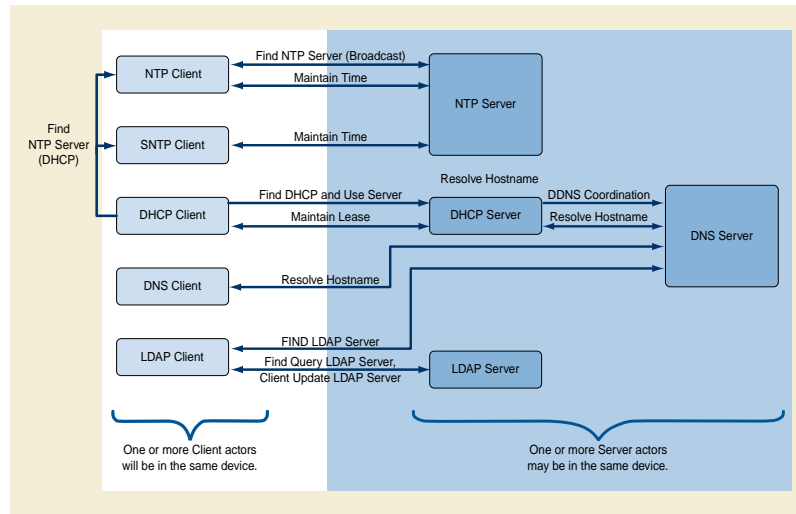 Find NTP Server (Broadcast)
NTP Client
Maintain Time
NTP Server
Find
NTP Server
(DHCP)
SNTP Client
Maintain Time
Resolve Hostname
DHCP Client
Find DHCP and Use Server
Maintain Lease
DHCP Server
DDNS Coordination
Resolve Hostname
DNS Server
DNS Client
Resolve Hostname
LDAP Client
FIND LDAP Server
Find Query LDAP Server,
Client Update LDAP Server
LDAP Server
One or more Client actors
will be in the same device.
One or more Server actors
may be in the same device.